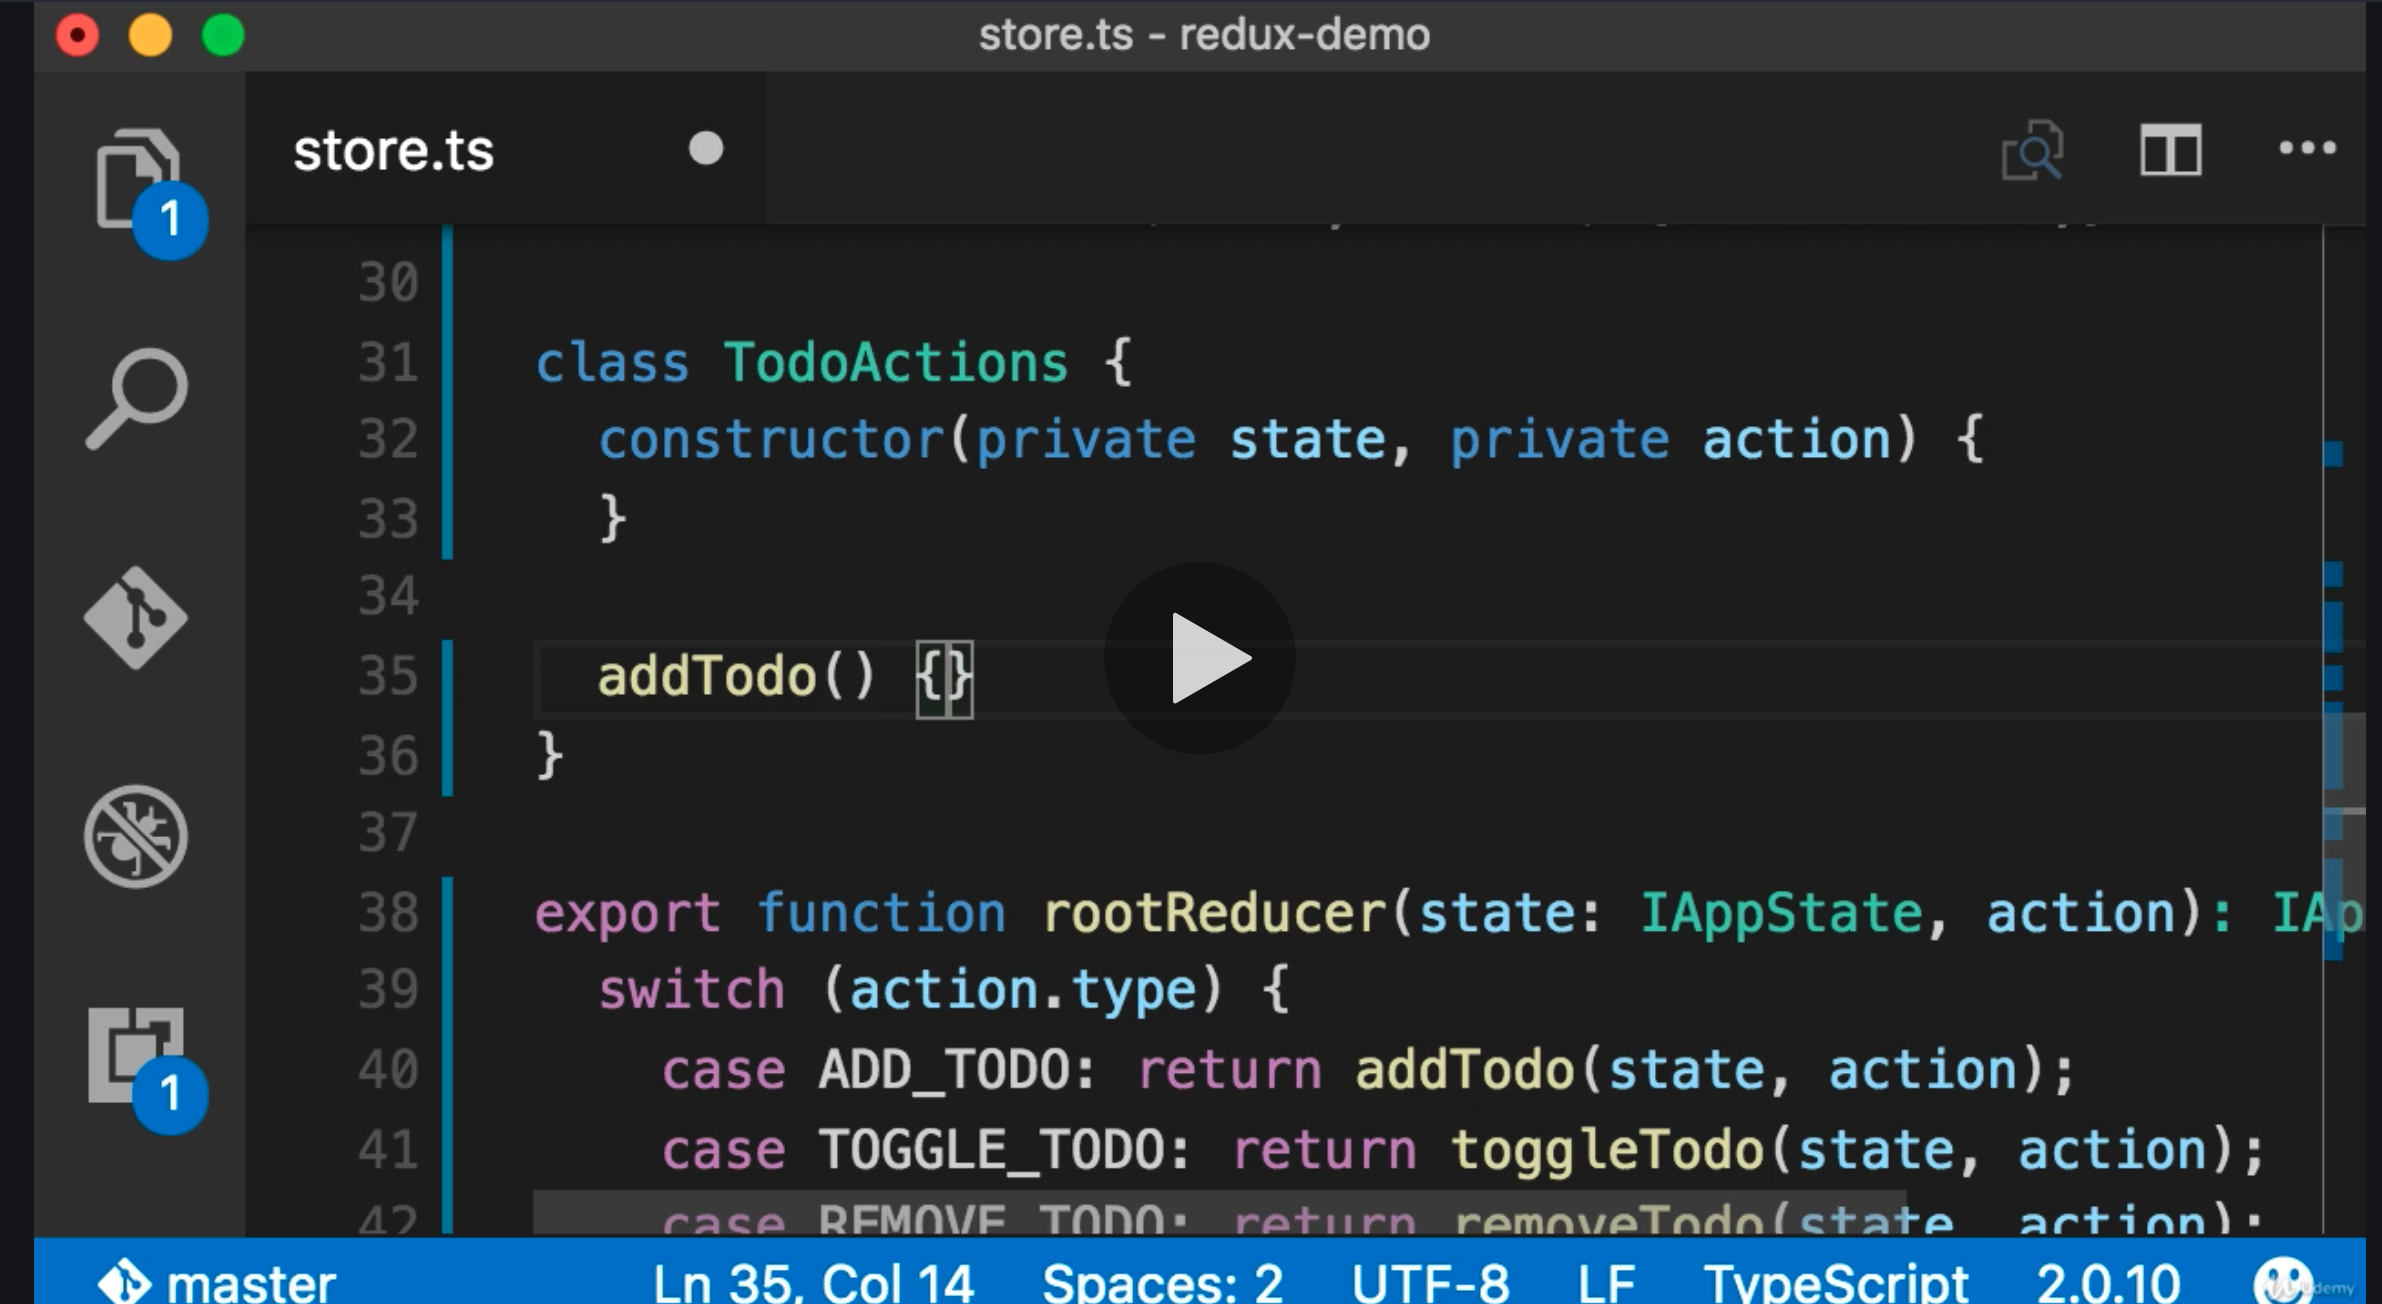 store.ts - redux-demo
store.ts
1
30
31 class TodoActions {
32 constructor(private state, private action) {
33 }
34
35 addTodo() {}
36 }
37
38 export function rootReducer(state: IAppState, action): IAp
39 switch (action.type) {
40 case ADD_TODO: return addTodo(state, action);
41 case TOGGLE_TODO: return toggleTodo(state, action);
42 case REMOVE_TODO: return removeTodo(state, action);
1
master Ln 35, Col 14 Spaces: 2 UTF-8 LF TypeScript 2.0.10
Udemy